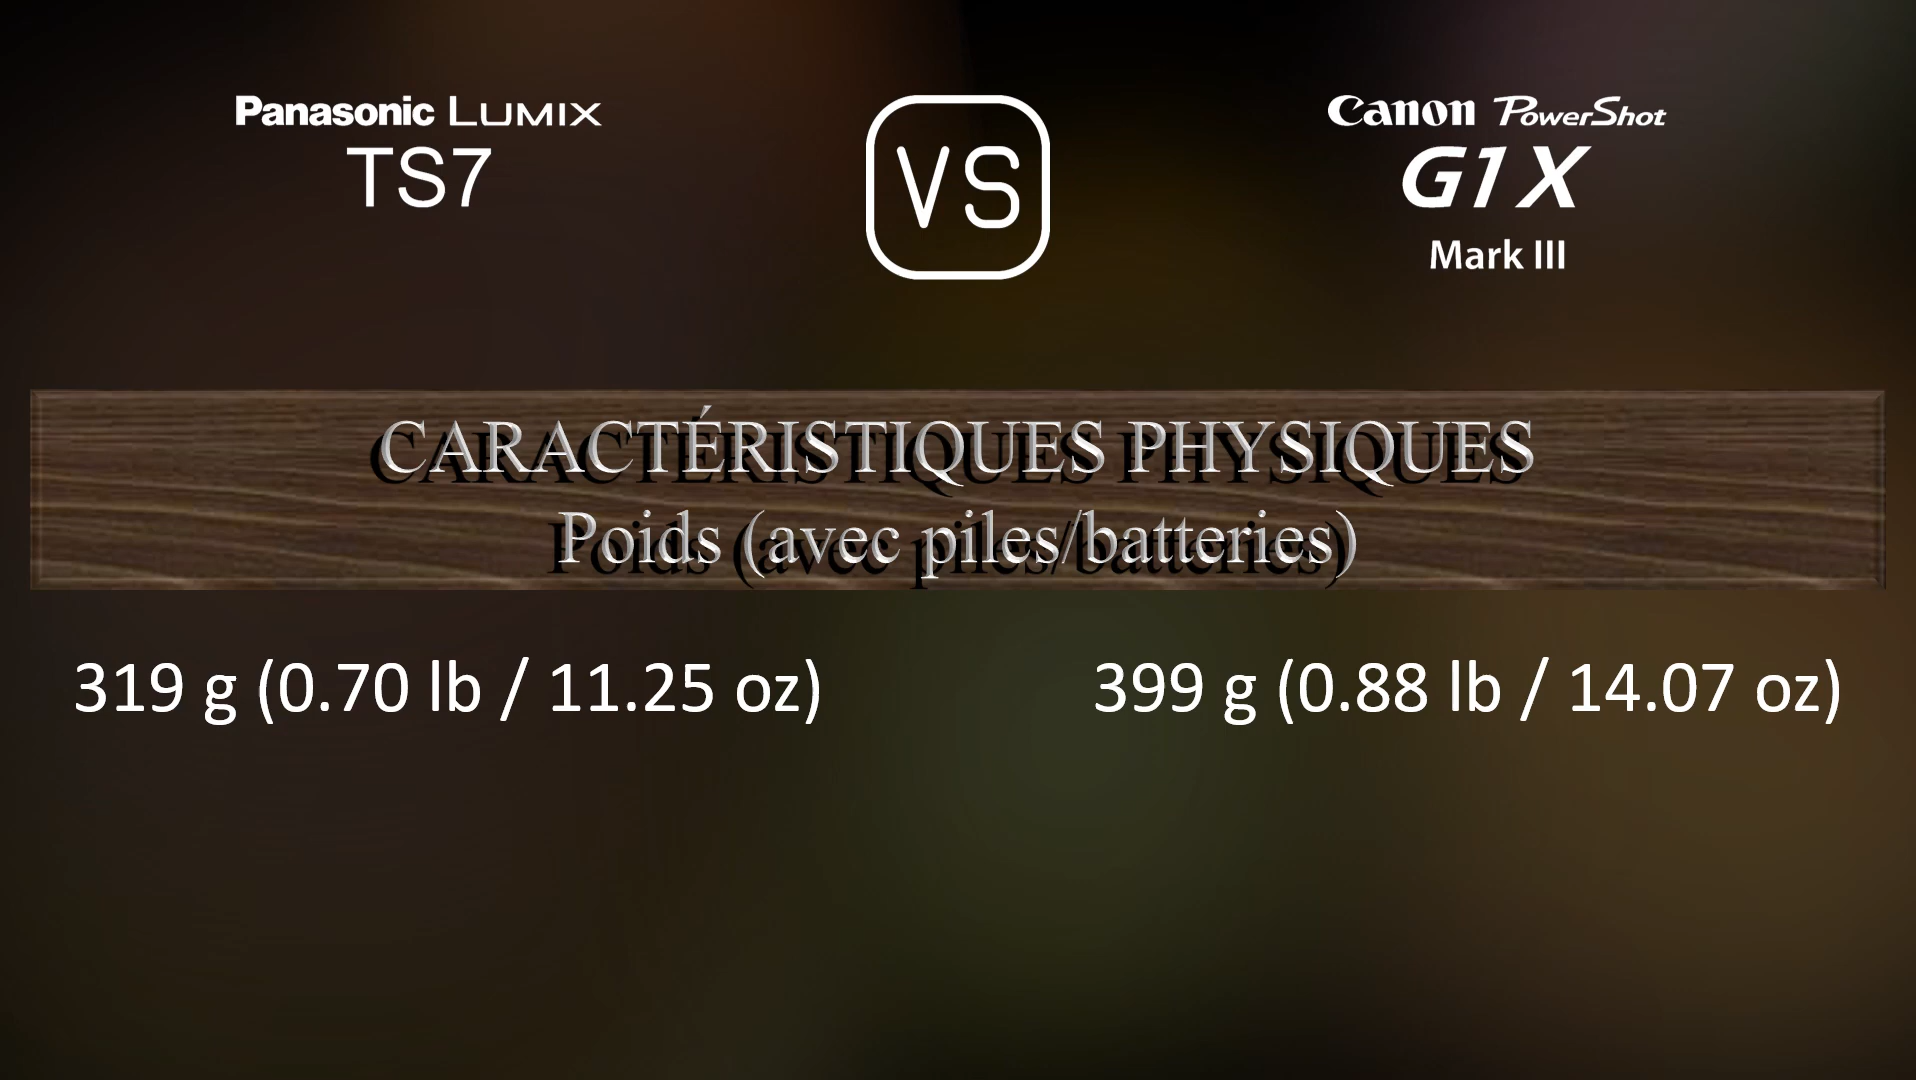 Panasonic LUMIX
TS7
VS
Canon PowerShot
G1 X
Mark III
CARACTÉRISTIQUES PHYSIQUES
Poids (avec piles/batteries)
319 g (0.70 lb / 11.25 oz)
399 g (0.88 lb / 14.07 oz)